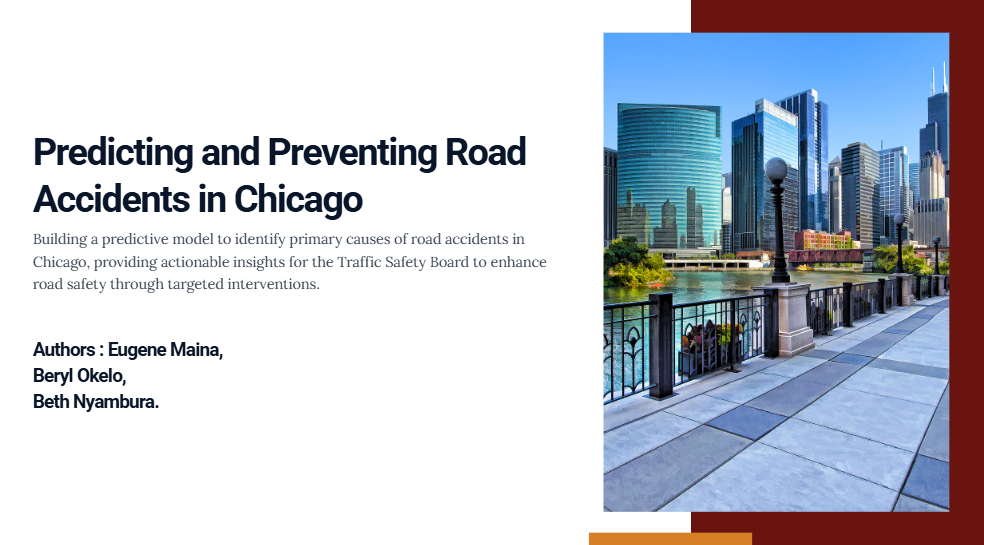 Predicting and Preventing Road
Accidents in Chicago
Building a predictive model to identify primary causes of road accidents in
Chicago, providing actionable insights for the Traffic Safety Board to enhance
road safety through targeted interventions.
Authors : Eugene Maina,
Beryl Okelo,
Beth Nyambura.